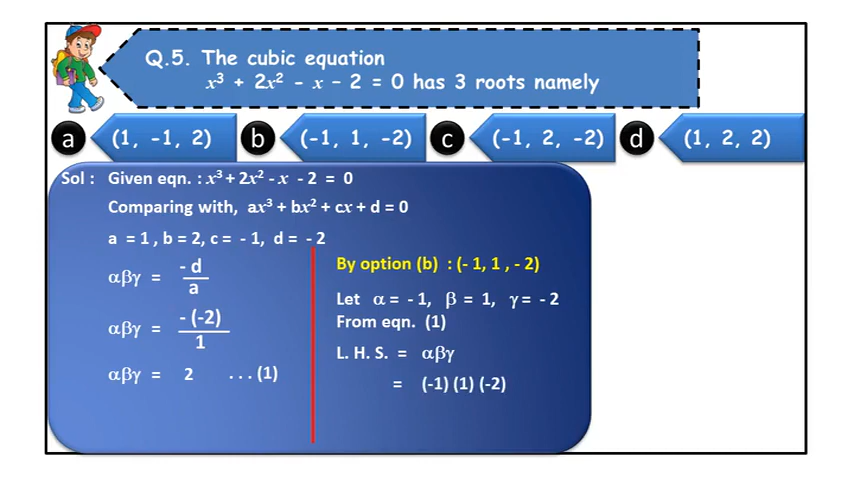 Q.5. The cubic equation
x³ + 2x² - x - 2 = 0 has 3 roots namely
a (1, -1, 2) b (-1, 1, -2) c (-1, 2, -2) d (1, 2, 2)
Sol : Given eqn. : x³ + 2x² - x - 2 = 0
Comparing with, ax³ + bx² + cx + d = 0
a = 1 , b = 2, c = - 1, d = - 2
αβγ = - d / a
αβγ = - (-2) / 1
αβγ = 2 . . . (1)
By option (b) : (- 1, 1 , - 2)
Let α = - 1, β = 1, γ = - 2
From eqn. (1)
L. H. S. = αβγ
= (-1) (1) (-2)